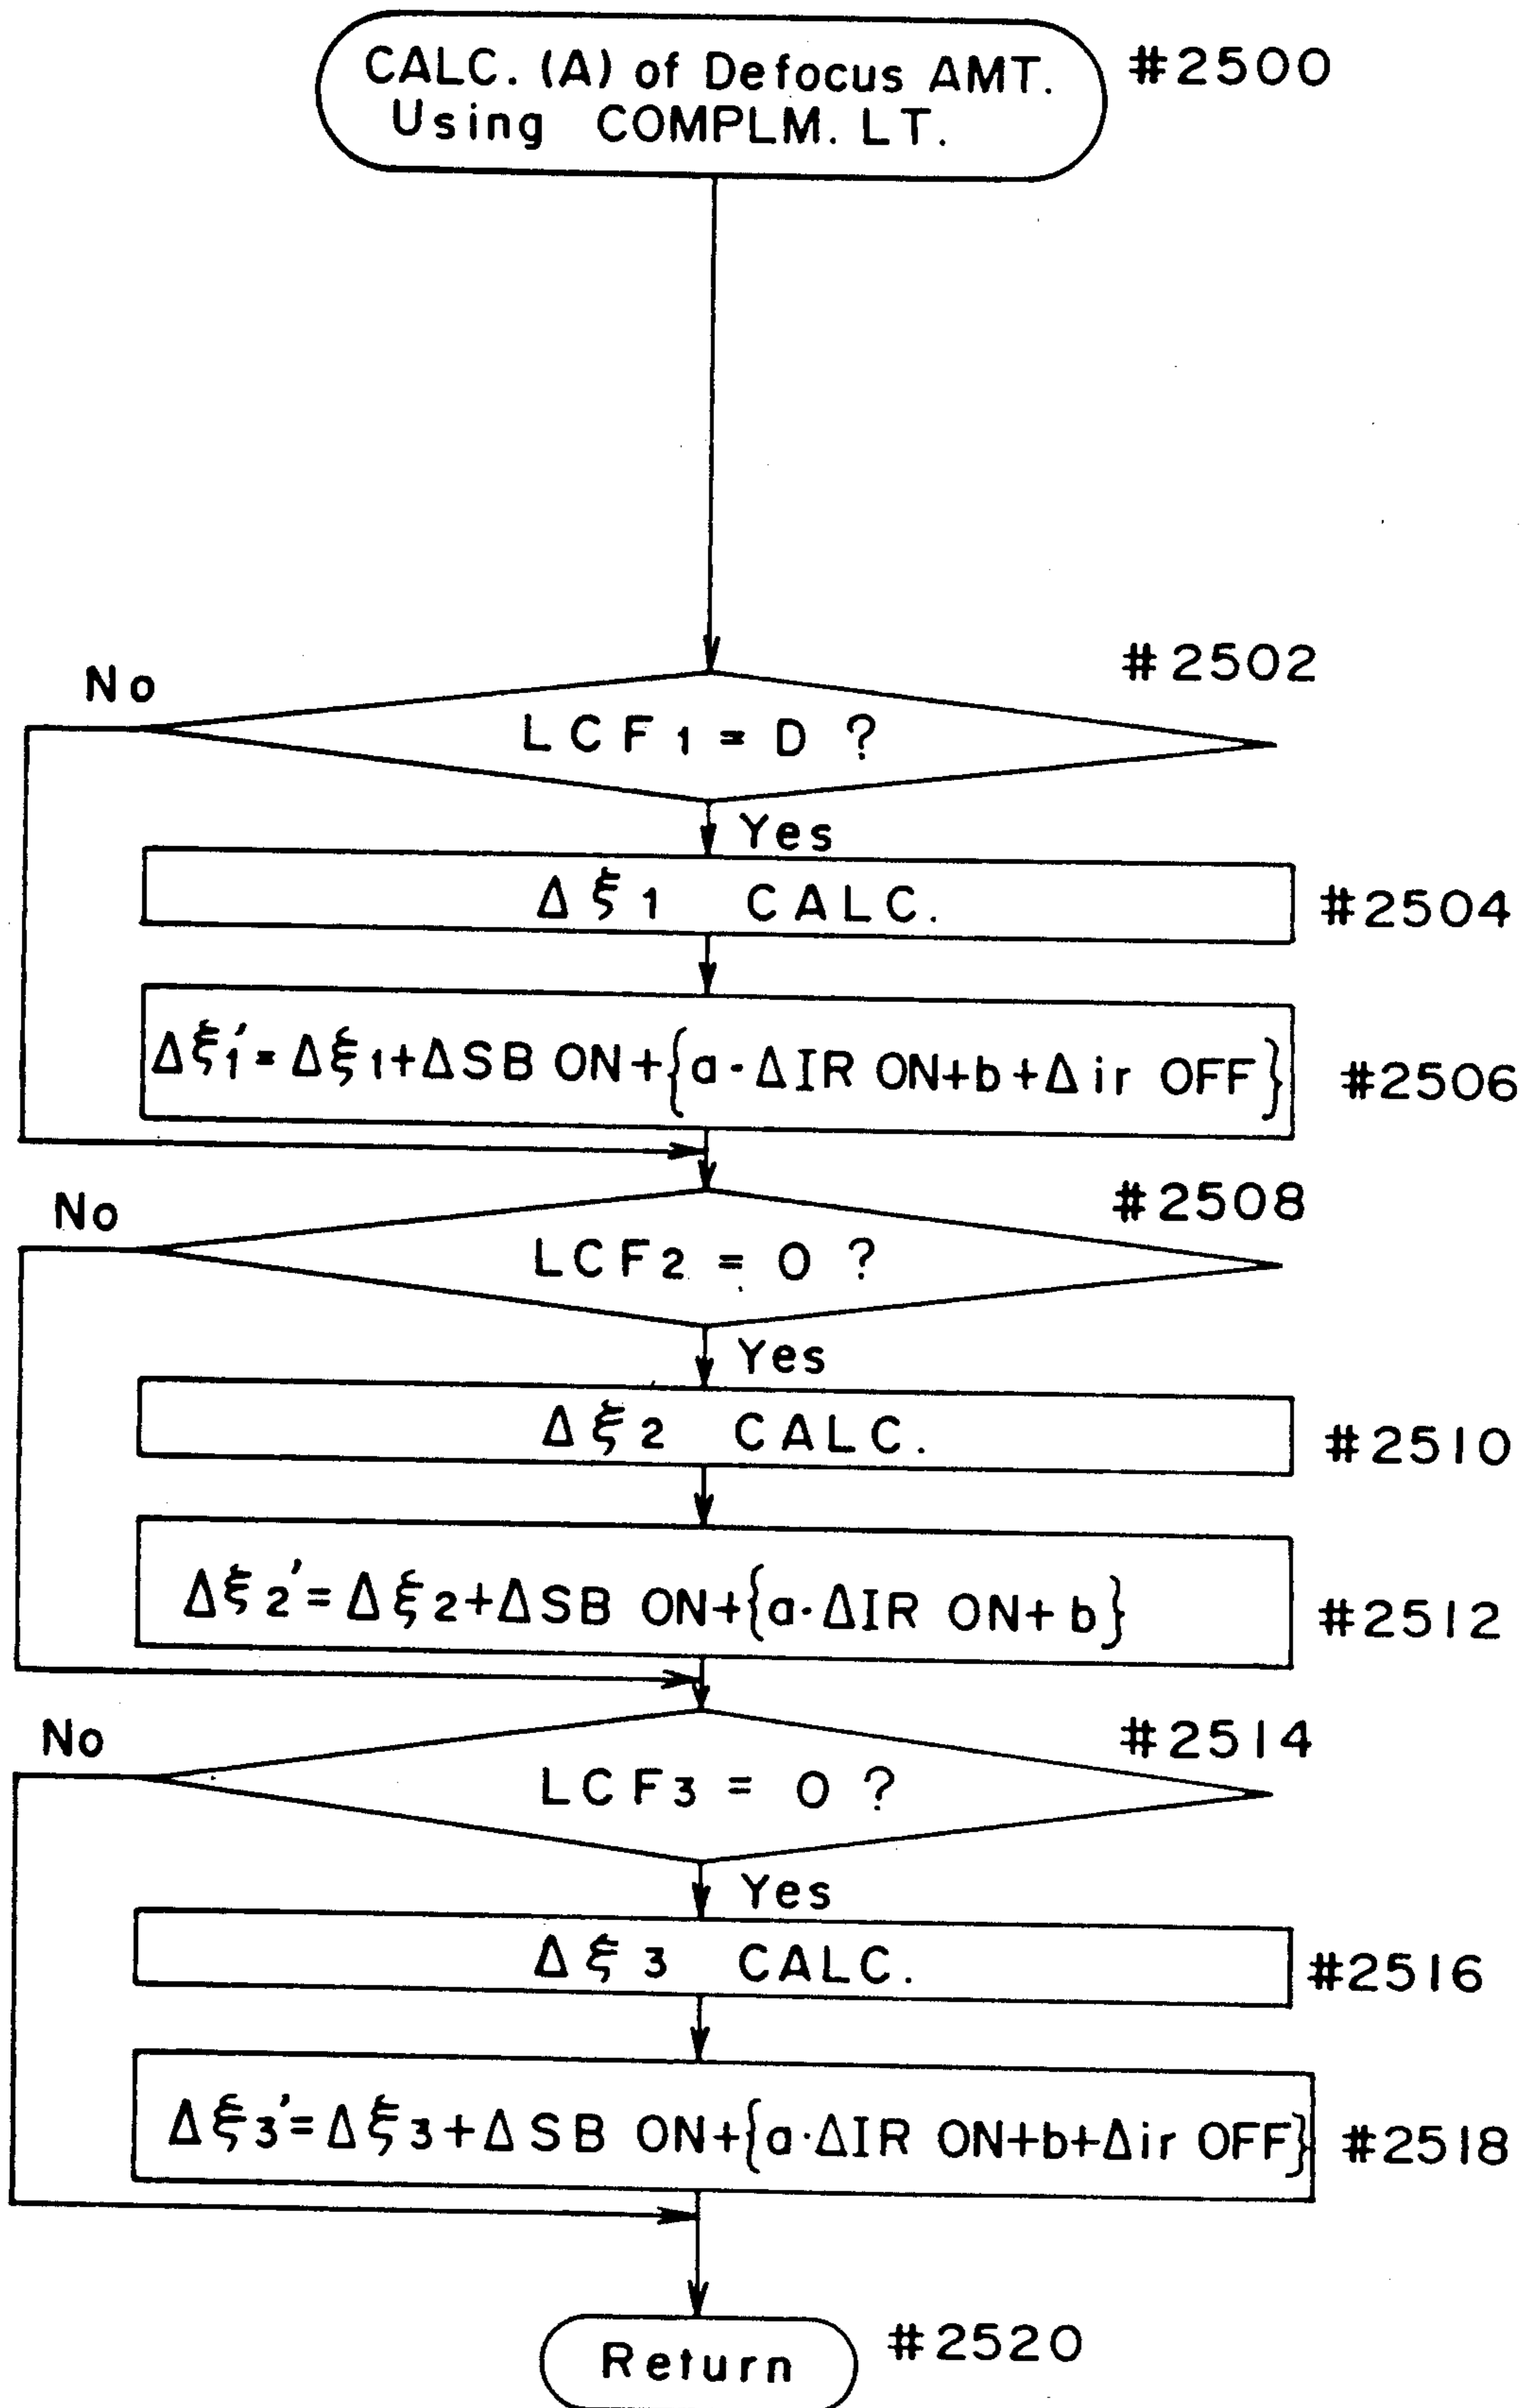 CALC. (A) of Defocus AMT.
Using COMPLM. LT.
#2500
#2502
No
LCF1 = D ?
Yes
Δξ1 CALC.
#2504
Δξ1' = Δξ1+ΔSB ON+{a·ΔIR ON+b+Δir OFF}
#2506
#2508
No
LCF2 = 0 ?
Yes
Δξ2 CALC.
#2510
Δξ2' = Δξ2+ΔSB ON+{a·ΔIR ON+b}
#2512
#2514
No
LCF3 = 0 ?
Yes
Δξ3 CALC.
#2516
Δξ3' = Δξ3+ΔSB ON+{a·ΔIR ON+b+Δir OFF}
#2518
Return
#2520